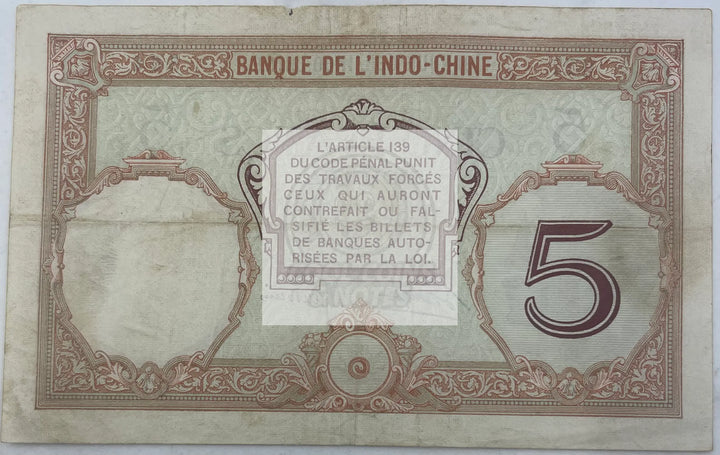 BANQUE DE L'INDO-CHINE
L'ARTICLE 139
DU CODE PÉNAL PUNIT
DES TRAVAUX FORCÉS
CEUX QUI AURONT
CONTREFAIT OU FAL-
SIFIÉ LES BILLETS
DE BANQUES AUTO-
RISÉES PAR LA LOI.
5